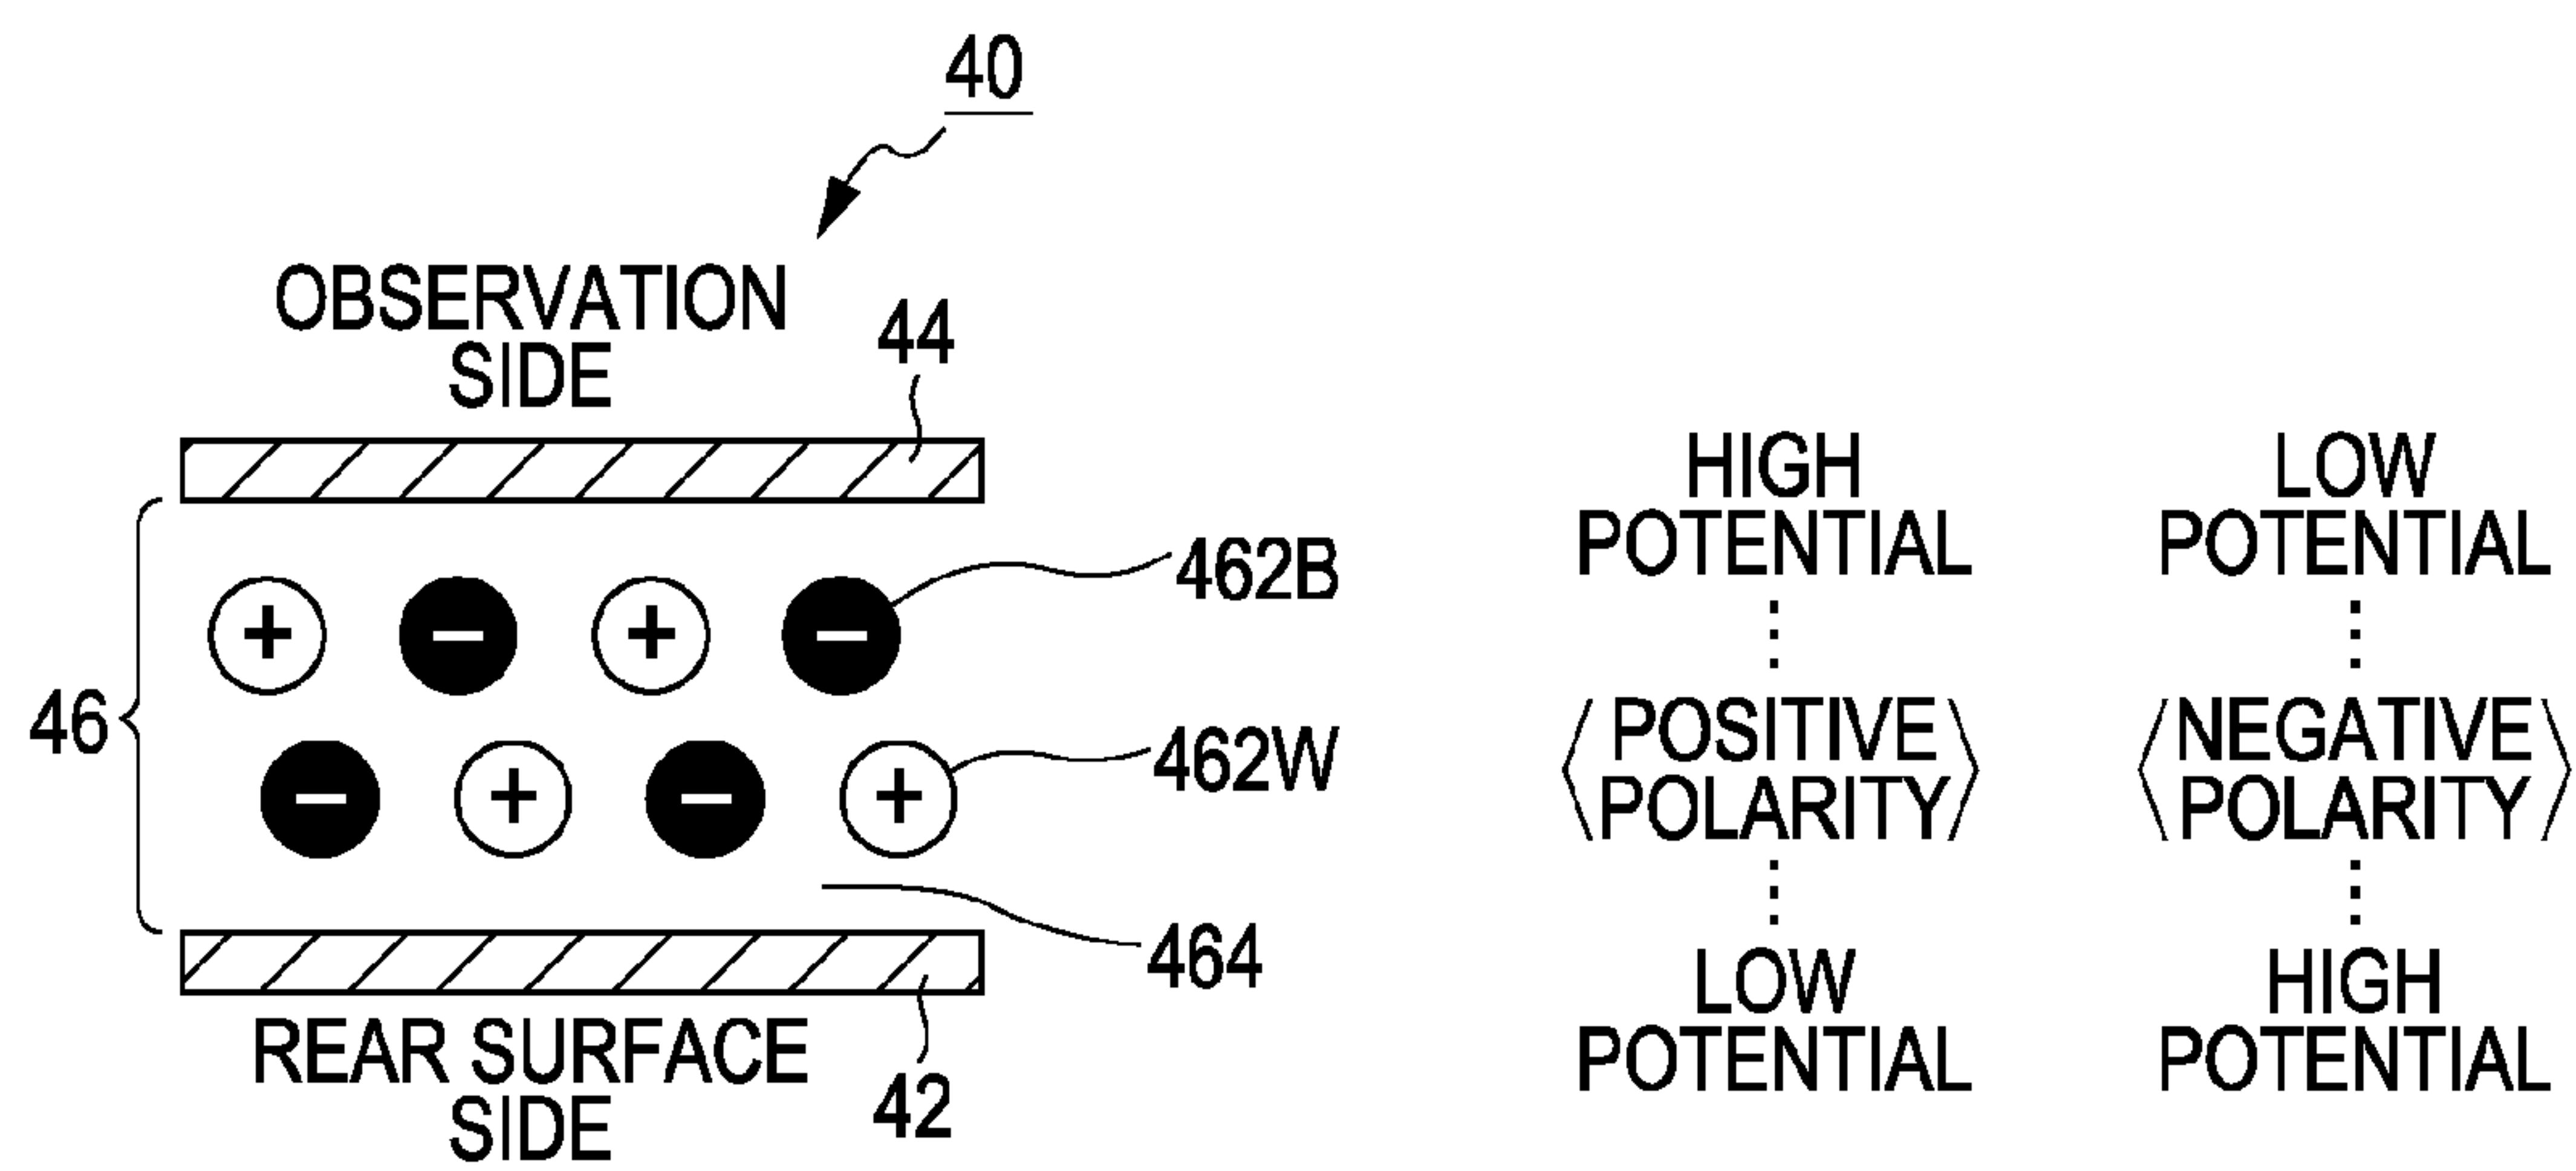 40
OBSERVATION
SIDE
44
HIGH
POTENTIAL
LOW
POTENTIAL
462B
+ − + −
46
〈POSITIVE
POLARITY〉
〈NEGATIVE
POLARITY〉
− + − +
462W
464
LOW
POTENTIAL
HIGH
POTENTIAL
REAR SURFACE
SIDE
42